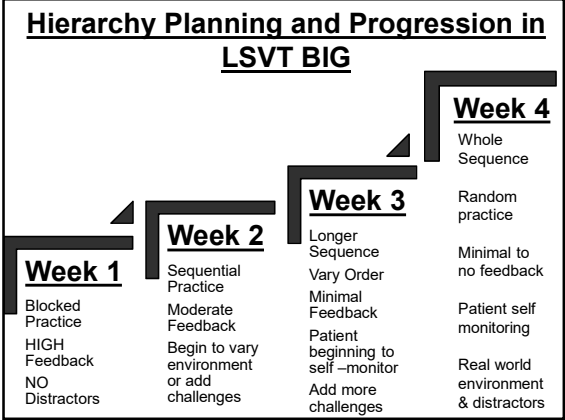 Hierarchy Planning and Progression in
LSVT BIG
Week 1
Blocked
Practice
HIGH
Feedback
NO
Distractors
Week 2
Sequential
Practice
Moderate
Feedback
Begin to vary
environment
or add
challenges
Week 3
Longer
Sequence
Vary Order
Minimal
Feedback
Patient
beginning to
self –monitor
Add more
challenges
Week 4
Whole
Sequence
Random
practice
Minimal to
no feedback
Patient self
monitoring
Real world
environment
& distractors